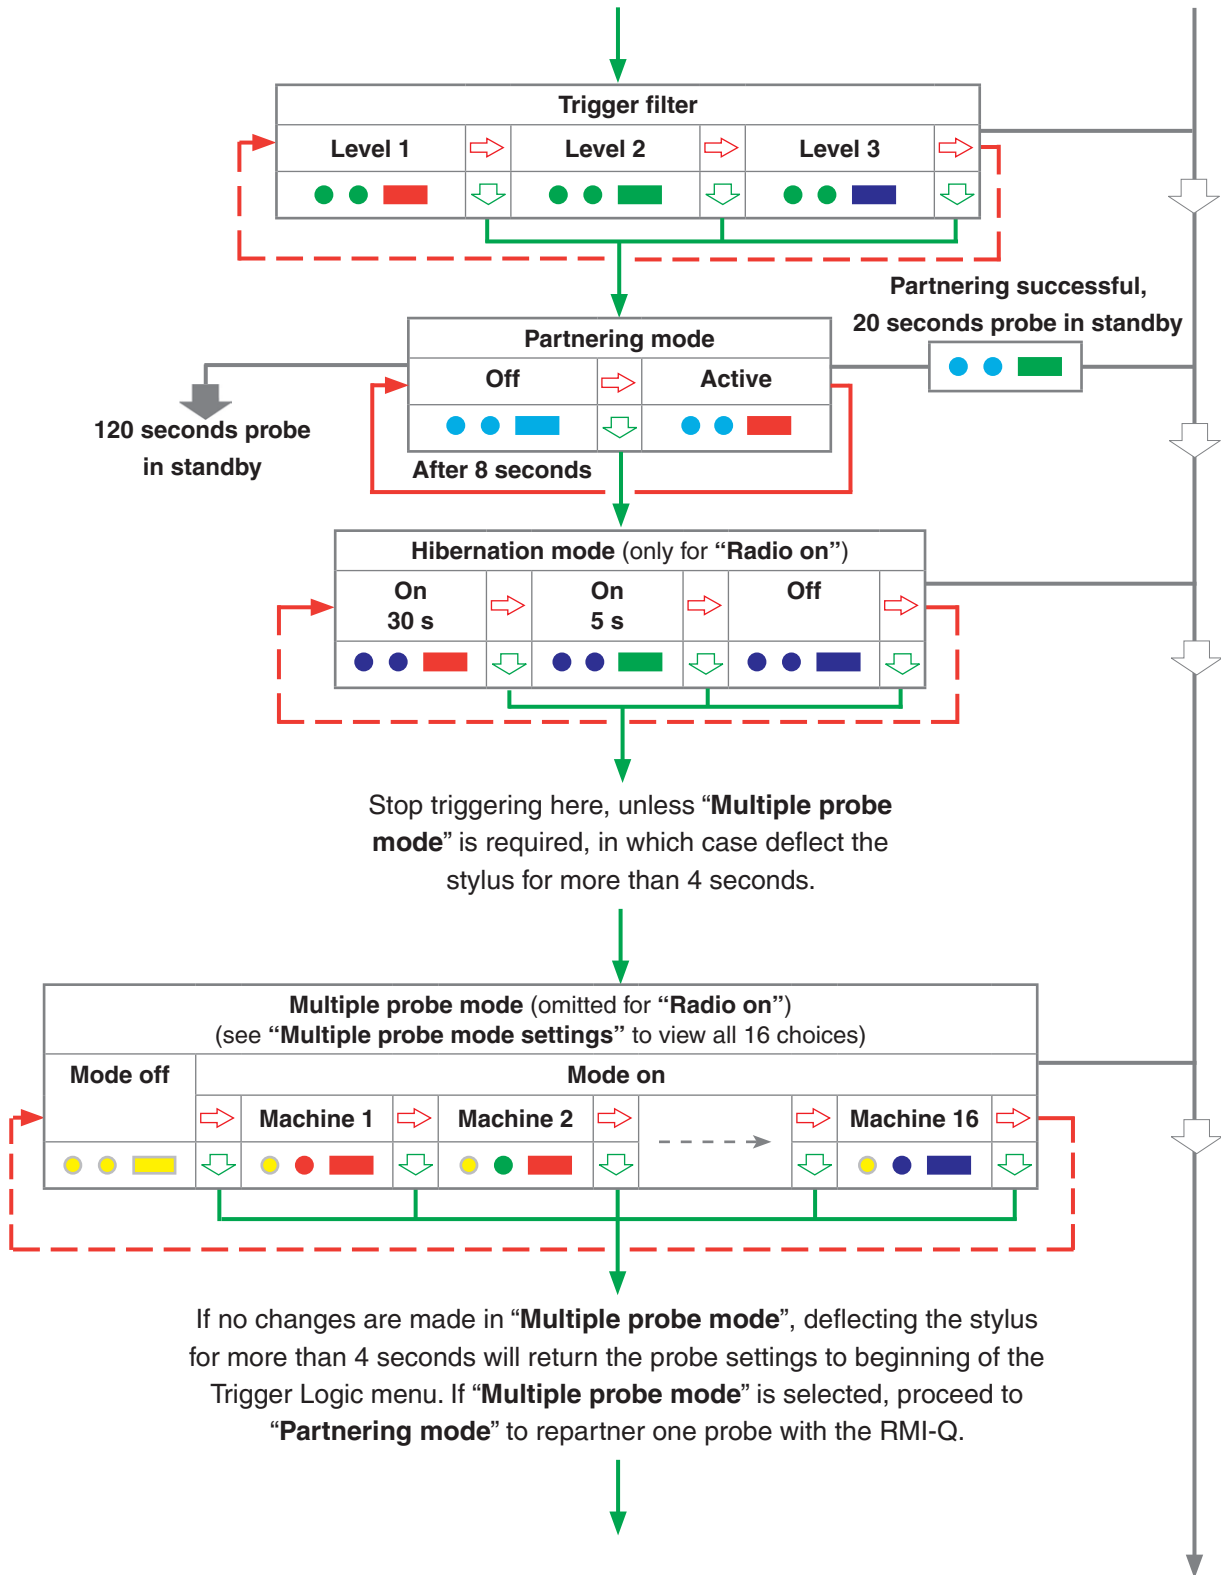 Trigger filter
Level 1
Level 2
Level 3
Partnering successful,
20 seconds probe in standby
Partnering mode
Off
Active
120 seconds probe
in standby
After 8 seconds
Hibernation mode (only for “Radio on”)
On
30 s
On
5 s
Off
Stop triggering here, unless “Multiple probe
mode” is required, in which case deflect the
stylus for more than 4 seconds.
Multiple probe mode (omitted for “Radio on”)
(see “Multiple probe mode settings” to view all 16 choices)
Mode off
Mode on
Machine 1
Machine 2
Machine 16
If no changes are made in “Multiple probe mode”, deflecting the stylus
for more than 4 seconds will return the probe settings to beginning of the
Trigger Logic menu. If “Multiple probe mode” is selected, proceed to
“Partnering mode” to repartner one probe with the RMI-Q.